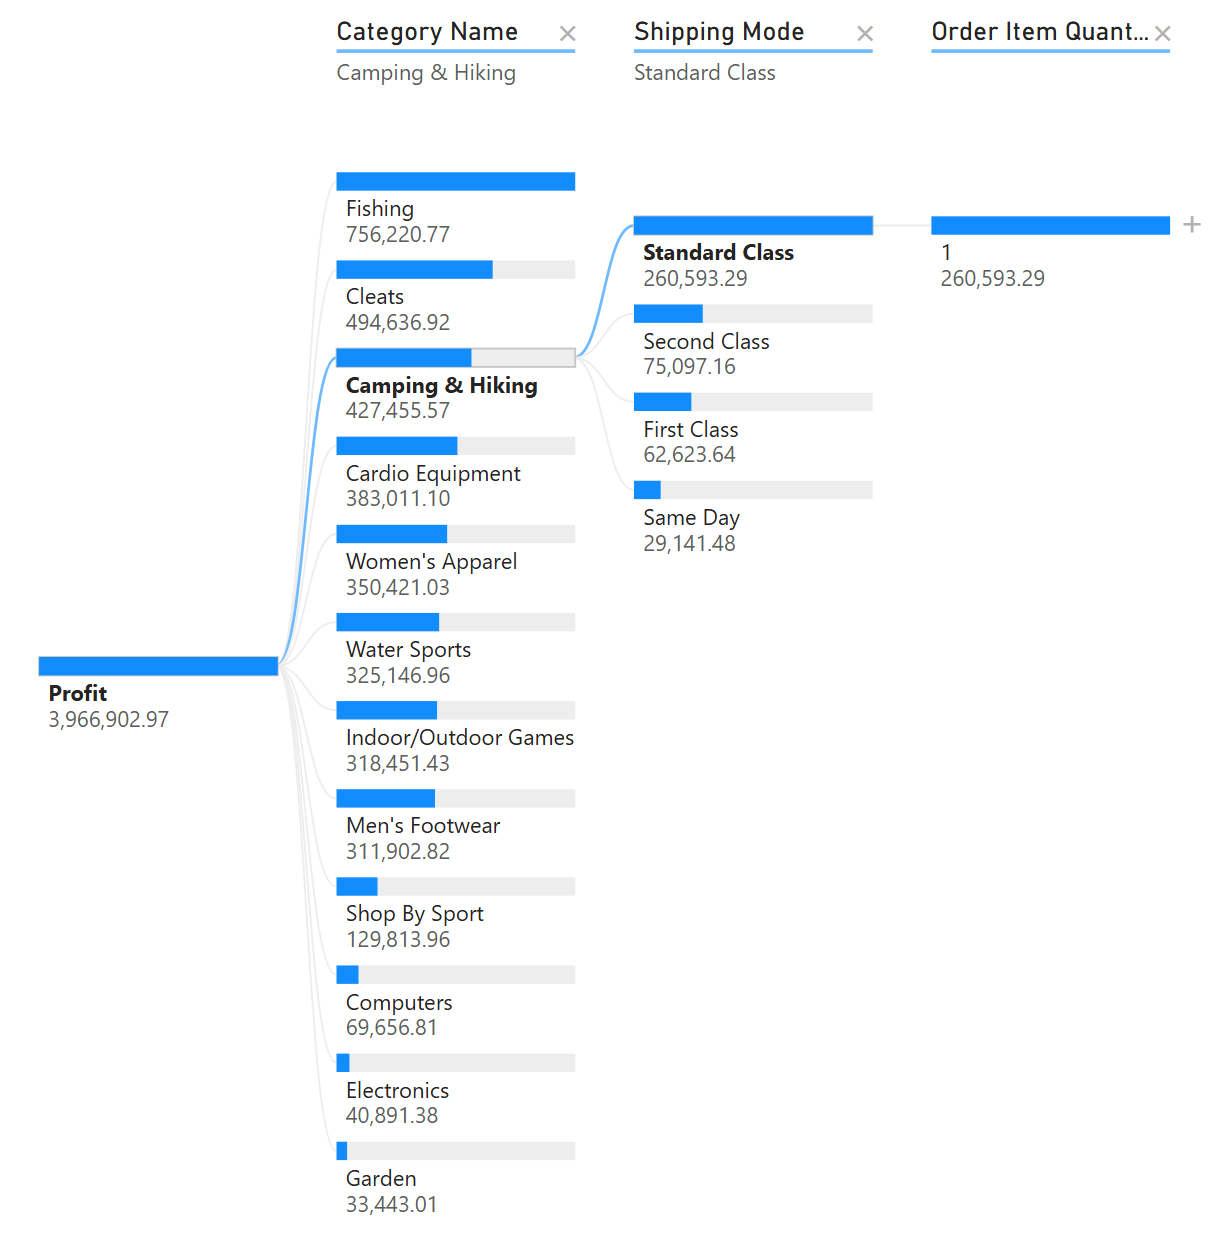 Category Name ×
Camping & Hiking
Shipping Mode ×
Standard Class
Order Item Quant... ×
Profit
3,966,902.97
Fishing
756,220.77
Cleats
494,636.92
Camping & Hiking
427,455.57
Cardio Equipment
383,011.10
Women's Apparel
350,421.03
Water Sports
325,146.96
Indoor/Outdoor Games
318,451.43
Men's Footwear
311,902.82
Shop By Sport
129,813.96
Computers
69,656.81
Electronics
40,891.38
Garden
33,443.01
Standard Class
260,593.29
Second Class
75,097.16
First Class
62,623.64
Same Day
29,141.48
1
260,593.29
+